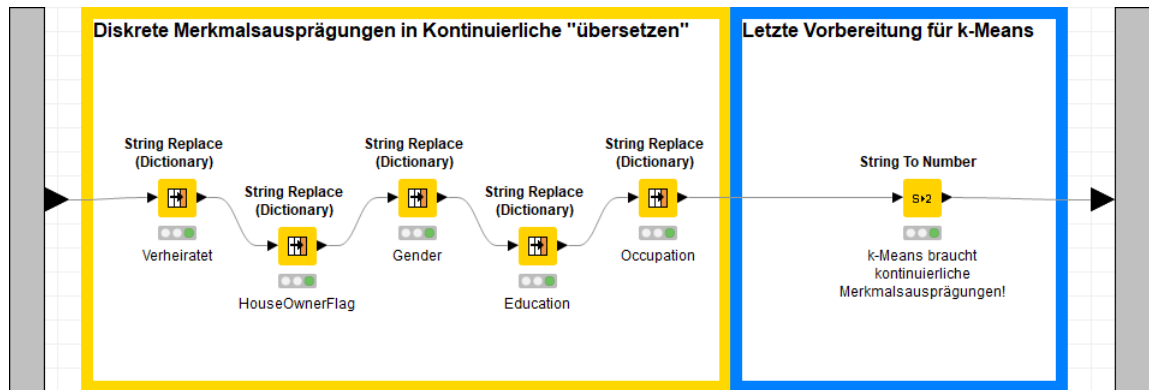 Diskrete Merkmalsausprägungen in Kontinuierliche "übersetzen"
String Replace
(Dictionary)
Verheiratet
String Replace
(Dictionary)
HouseOwnerFlag
String Replace
(Dictionary)
Gender
String Replace
(Dictionary)
Education
String Replace
(Dictionary)
Occupation
Letzte Vorbereitung für k-Means
String To Number
S▸2
k-Means braucht
kontinuierliche
Merkmalsausprägungen!